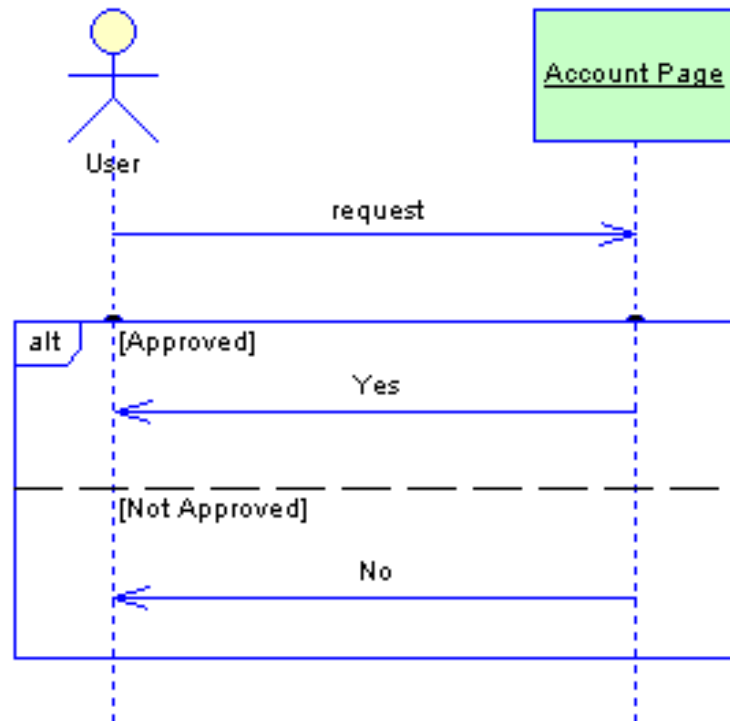 Account Page
User
request
alt
[Approved]
Yes
[Not Approved]
No